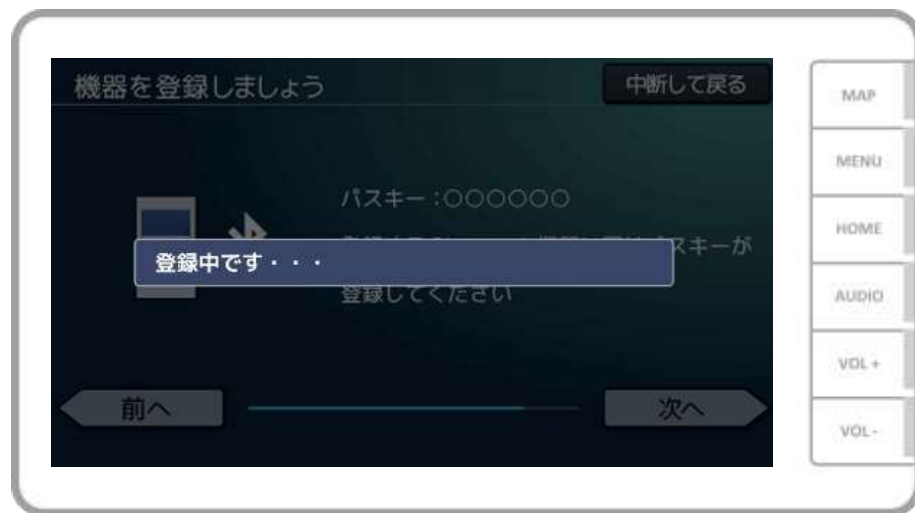 機器を登録しましょう
中断して戻る
パスキー:○○○○○○
スキーが
登録中です・・・
登録してください
前へ
次へ
MAP
MENU
HOME
AUDIO
VOL+
VOL-